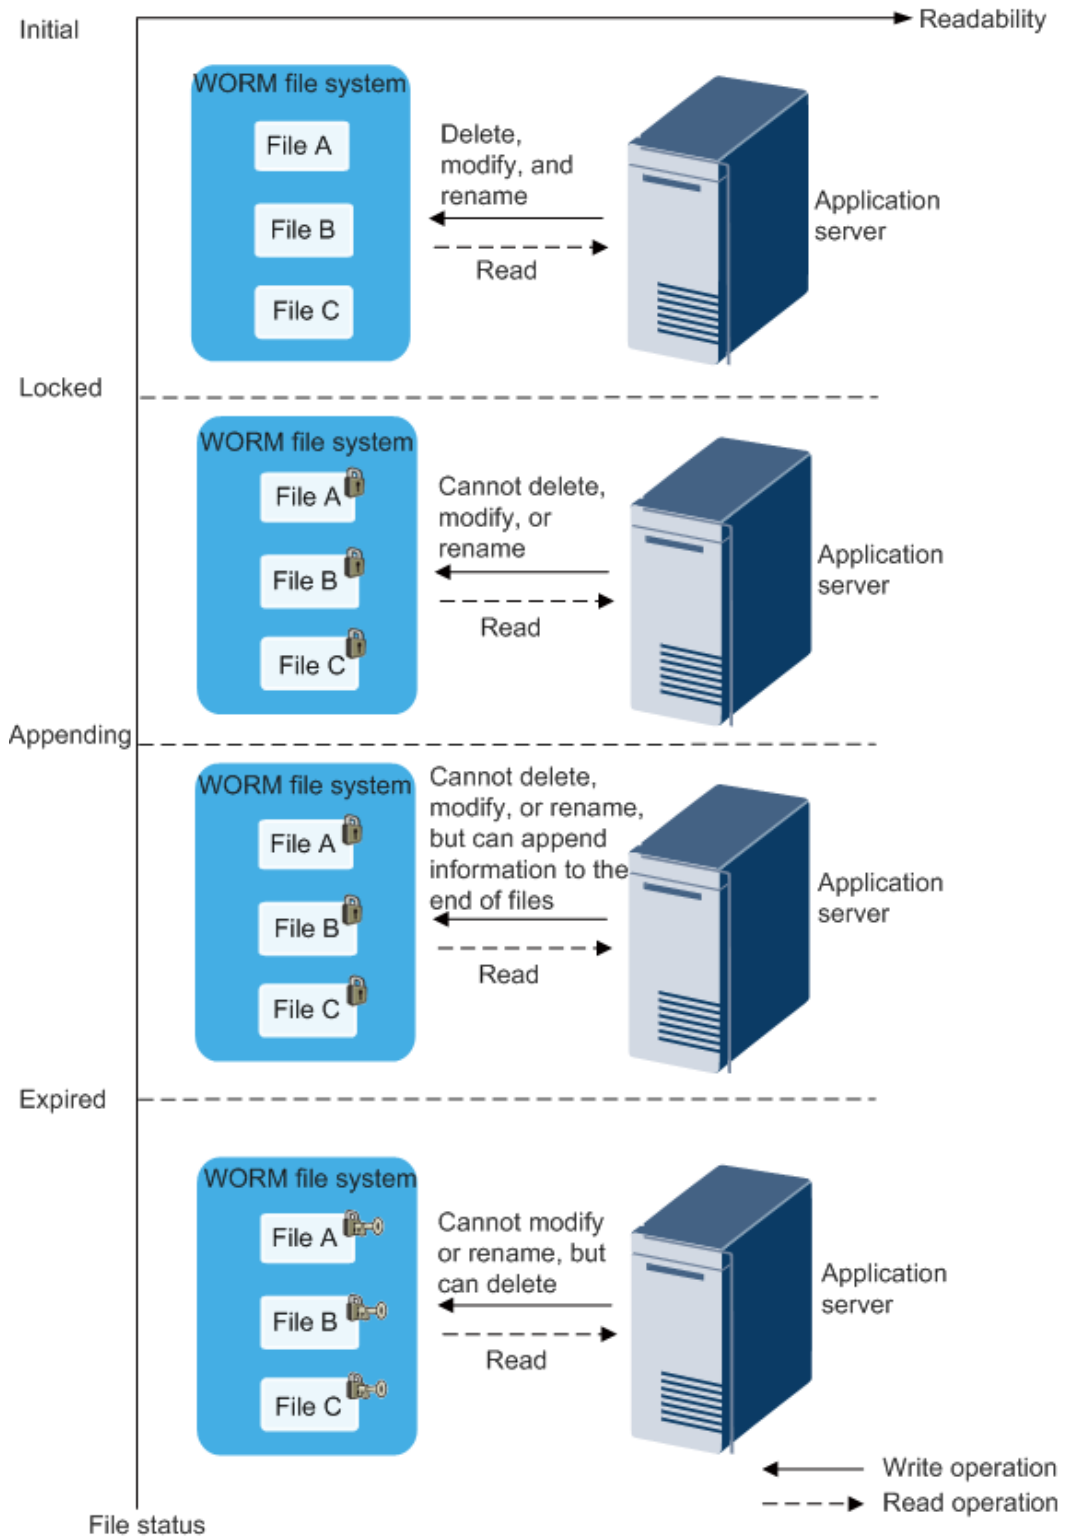 Initial
Readability
WORM file system
File A
File B
File C
Delete,
modify, and
rename
Read
Application
server
Locked
WORM file system
File A
File B
File C
Cannot delete,
modify, or
rename
Read
Application
server
Appending
WORM file system
File A
File B
File C
Cannot delete,
modify, or rename,
but can append
information to the
end of files
Read
Application
server
Expired
WORM file system
File A
File B
File C
Cannot modify
or rename, but
can delete
Read
Application
server
Write operation
Read operation
File status